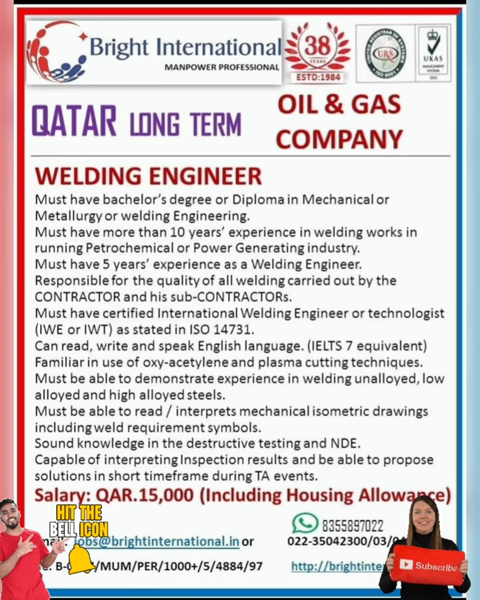 Bright International
MANPOWER PROFESSIONAL
38
YEARS
ESTD:1984
URS
UKAS
MANAGEMENT
SYSTEMS
QATAR LONG TERM
OIL & GAS
COMPANY
WELDING ENGINEER
Must have bachelor's degree or Diploma in Mechanical or
Metallurgy or welding Engineering.
Must have more than 10 years' experience in welding works in
running Petrochemical or Power Generating industry.
Must have 5 years' experience as a Welding Engineer.
Responsible for the quality of all welding carried out by the
CONTRACTOR and his sub-CONTRACTORs.
Must have certified International Welding Engineer or technologist
(IWE or IWT) as stated in ISO 14731.
Can read, write and speak English language. (IELTS 7 equivalent)
Familiar in use of oxy-acetylene and plasma cutting techniques.
Must be able to demonstrate experience in welding unalloyed, low
alloyed and high alloyed steels.
Must be able to read / interprets mechanical isometric drawings
including weld requirement symbols.
Sound knowledge in the destructive testing and NDE.
Capable of interpreting Inspection results and be able to propose
solutions in short timeframe during TA events.
Salary: QAR.15,000 (Including Housing Allowance)
HIT THE
BELL ICON
8355897022
jobs@brightinternational.in or
022-35042300/03/0
Subscribe
/MUM/PER/1000+/5/4884/97
http://brightinte